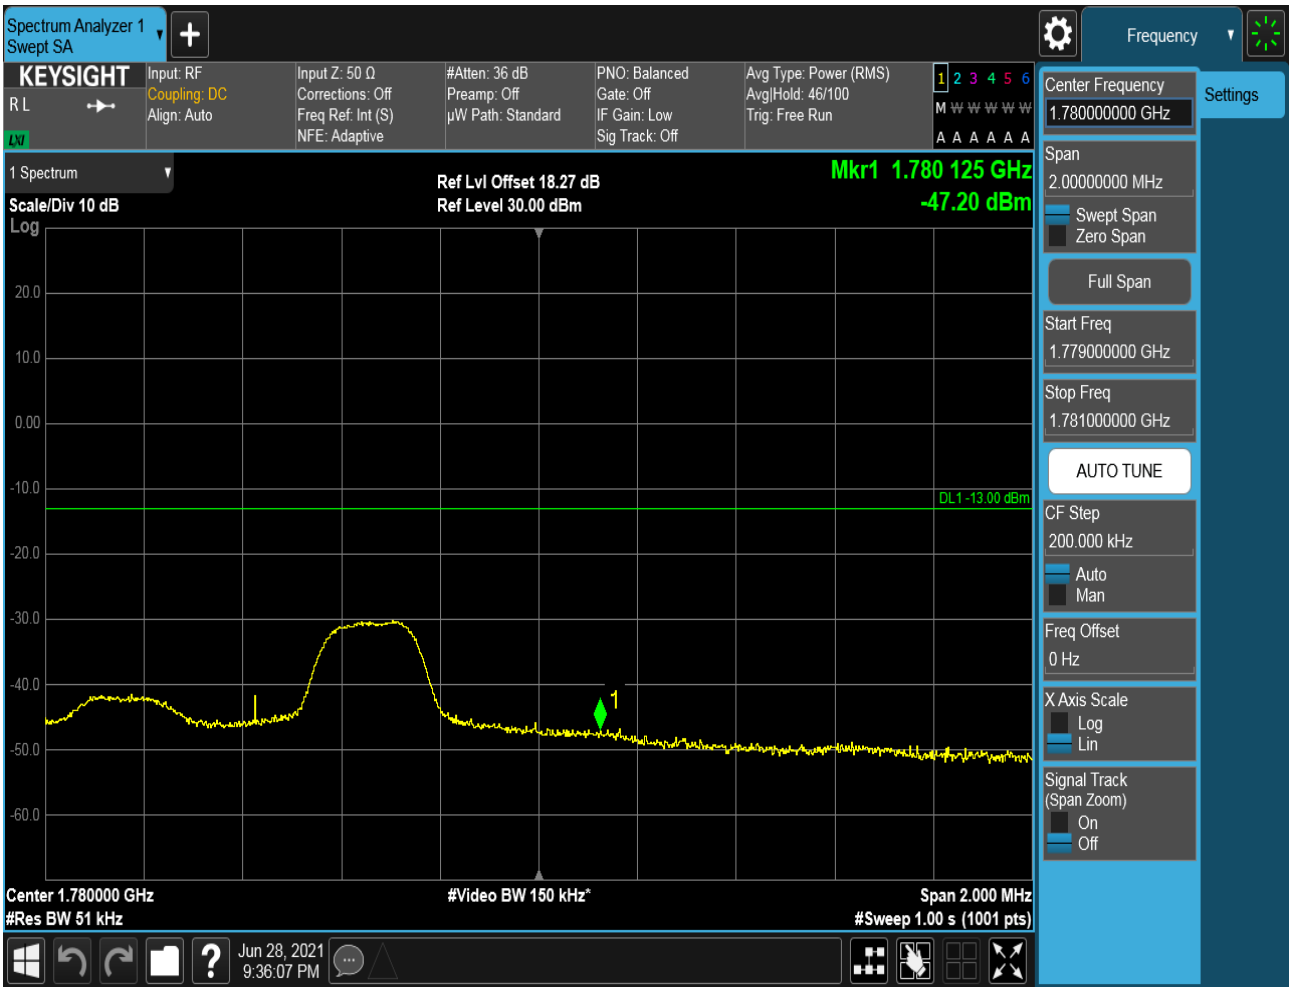 Spectrum Analyzer 1
Swept SA
Frequency
KEYSIGHT
R L
LXI
Input: RF
Coupling: DC
Align: Auto
Input Z: 50 Ω
Corrections: Off
Freq Ref: Int (S)
NFE: Adaptive
#Atten: 36 dB
Preamp: Off
µW Path: Standard
PNO: Balanced
Gate: Off
IF Gain: Low
Sig Track: Off
Avg Type: Power (RMS)
Avg|Hold: 46/100
Trig: Free Run
1 2 3 4 5 6
M W W W W W
A A A A A A
1 Spectrum
Scale/Div 10 dB
Log
Ref Lvl Offset 18.27 dB
Ref Level 30.00 dBm
Mkr1 1.780 125 GHz
-47.20 dBm
20.0
10.0
0.00
-10.0
-20.0
-30.0
-40.0
-50.0
-60.0
DL1 -13.00 dBm
1
Center 1.780000 GHz
#Res BW 51 kHz
#Video BW 150 kHz*
Span 2.000 MHz
#Sweep 1.00 s (1001 pts)
Center Frequency
1.780000000 GHz
Settings
Span
2.00000000 MHz
Swept Span
Zero Span
Full Span
Start Freq
1.779000000 GHz
Stop Freq
1.781000000 GHz
AUTO TUNE
CF Step
200.000 kHz
Auto
Man
Freq Offset
0 Hz
X Axis Scale
Log
Lin
Signal Track
(Span Zoom)
On
Off
?
Jun 28, 2021
9:36:07 PM